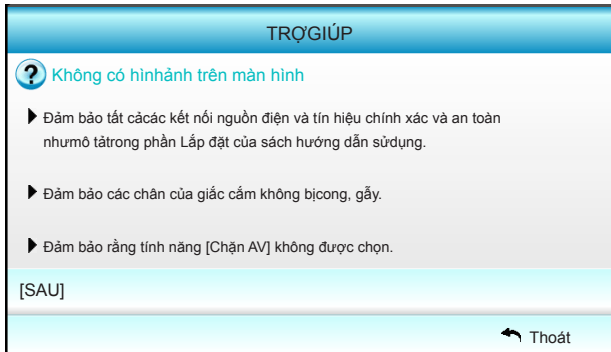 TRỢGIÚP
Không có hìnhảnh trên màn hình
Đảm bảo tất cảcác kết nối nguồn điện và tín hiệu chính xác và an toàn
nhưmô tảtrong phần Lắp đặt của sách hướng dẫn sửdụng.
Đảm bảo các chân của giắc cắm không bịcong, gẫy.
Đảm bảo rằng tính năng [Chặn AV] không được chọn.
[SAU]
Thoát